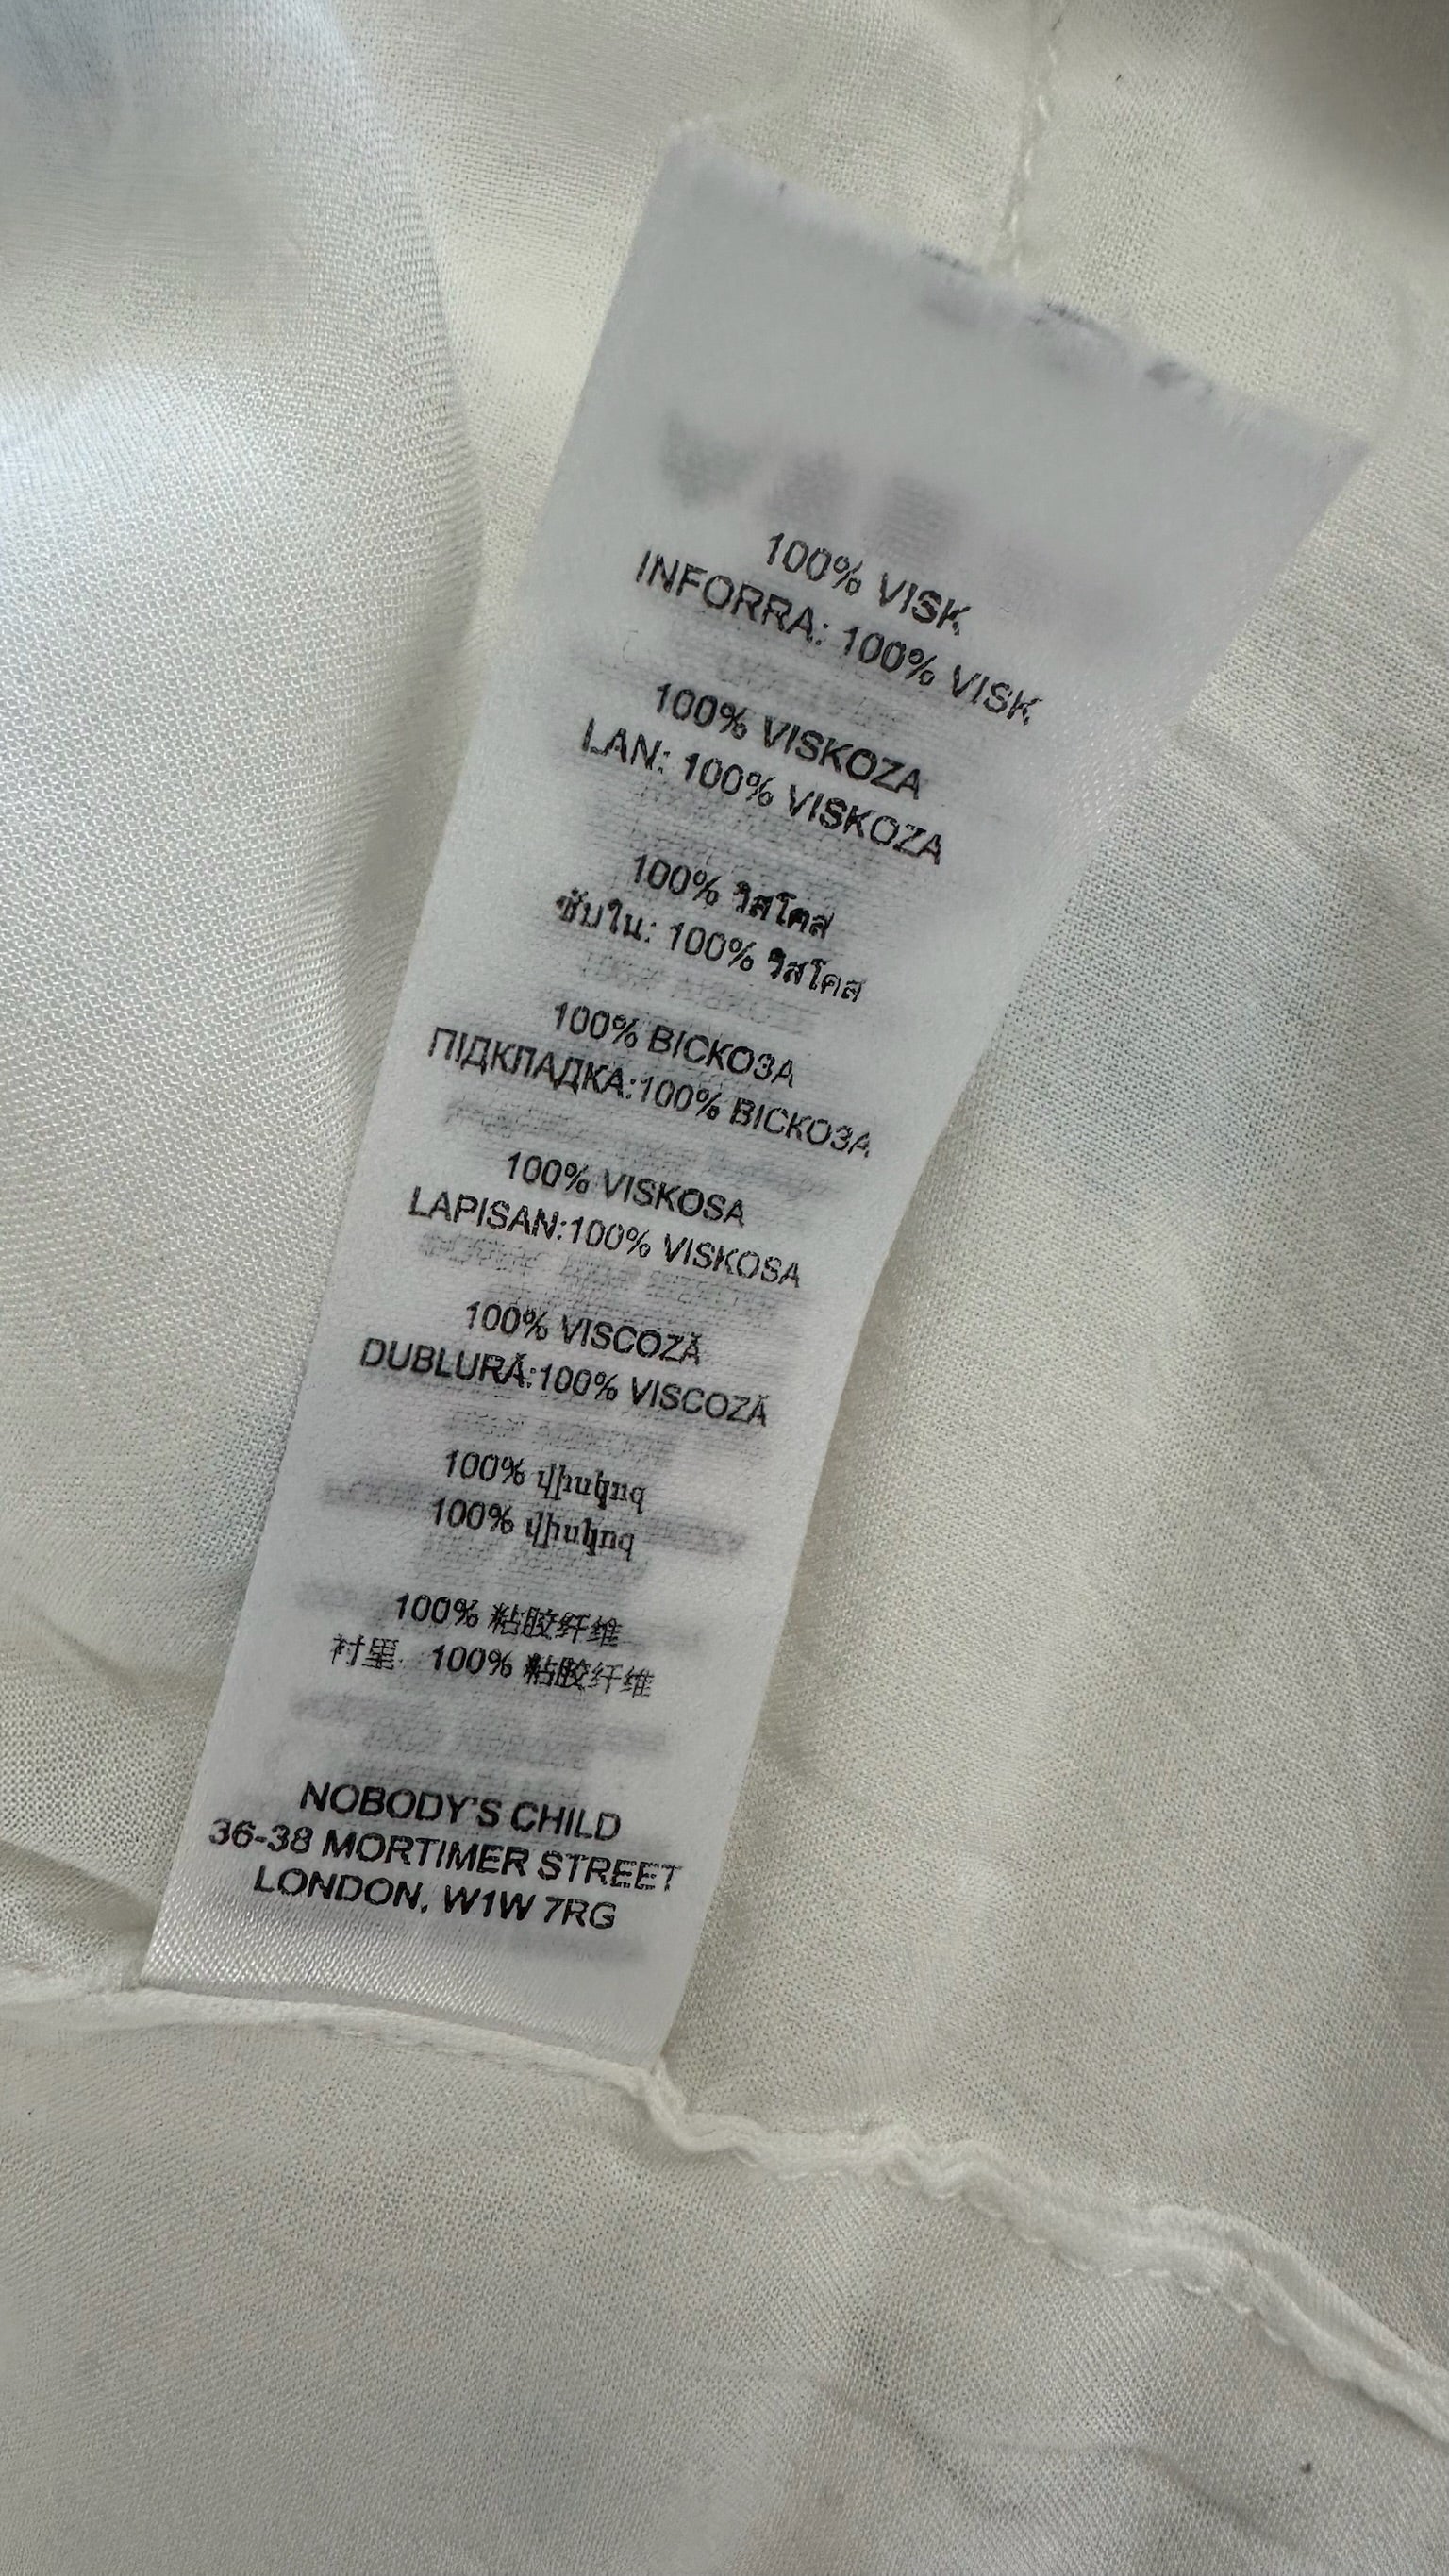 100% VISK
INFORRA: 100% VISK
100% VISKOZA
LAN: 100% VISKOZA
100% วิสโคส
ซับใน: 100% วิสโคส
100% ВІСКОЗА
ПІДКЛАДКА:100% ВІСКОЗА
100% VISKOSA
LAPISAN:100% VISKOSA
100% VISCOZĂ
DUBLURĂ:100% VISCOZĂ
100% վիսկոզ
100% վիսկոզ
100% 粘胶纤维
衬里: 100% 粘胶纤维
NOBODY'S CHILD
36-38 MORTIMER STREET
LONDON, W1W 7RG